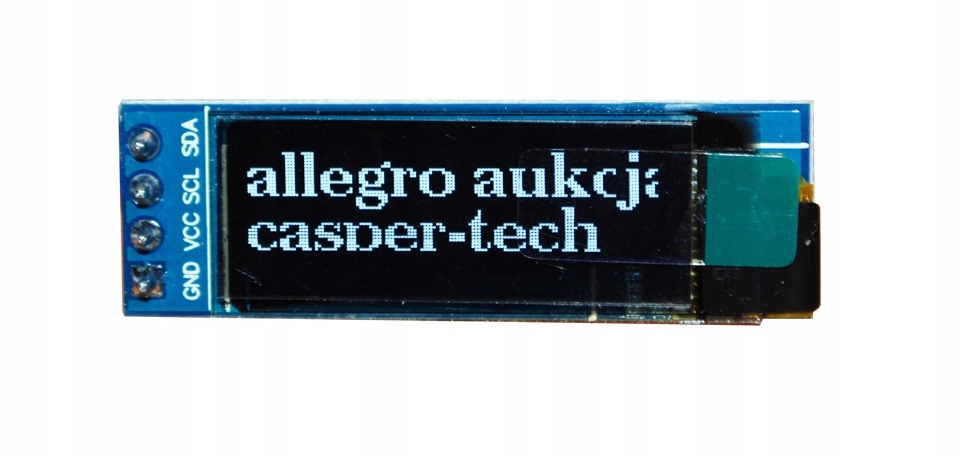 allegro aukcja
casper-tech
SDA
SCL
VCC
GND